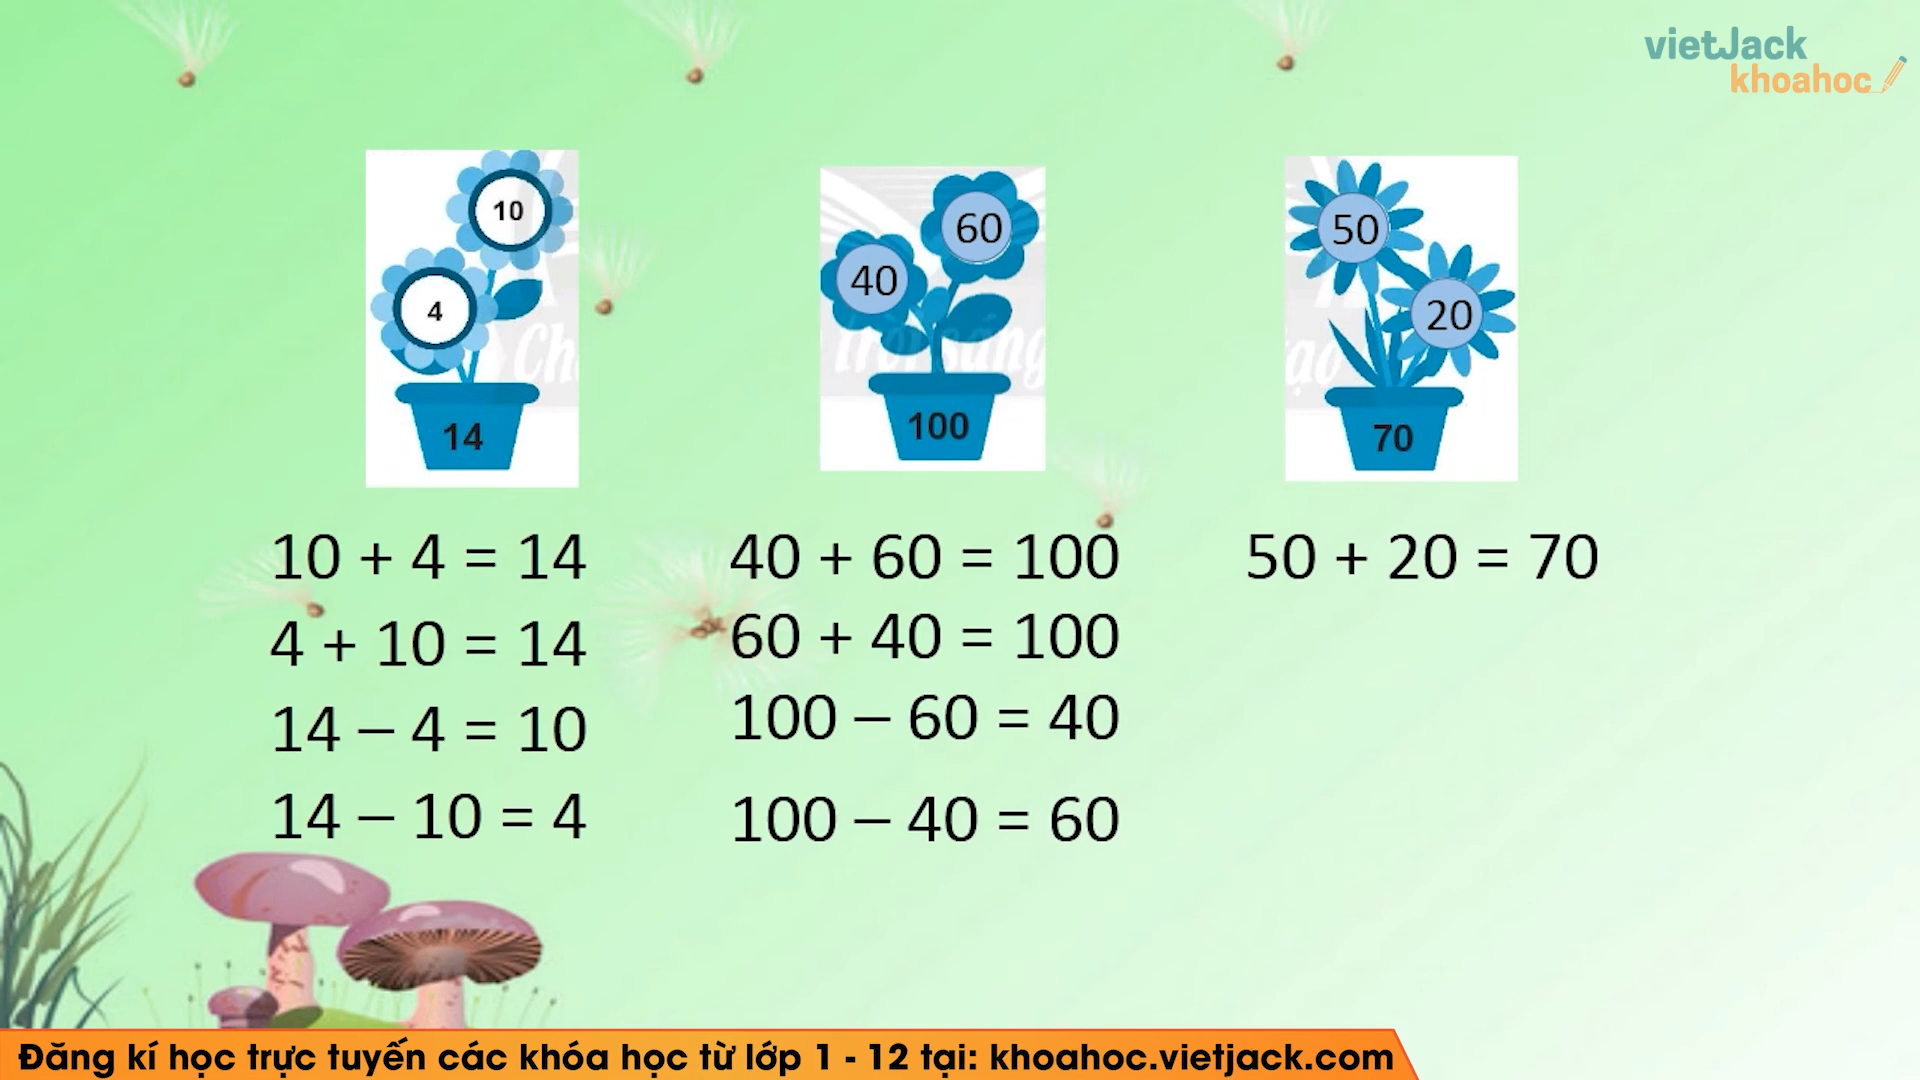 vietJack
khoahoc
10
4
14
60
40
100
50
20
70
10 + 4 = 14
4 + 10 = 14
14 – 4 = 10
14 – 10 = 4
40 + 60 = 100
60 + 40 = 100
100 – 60 = 40
100 – 40 = 60
50 + 20 = 70
Đăng kí học trực tuyến các khóa học từ lớp 1 - 12 tại: khoahoc.vietjack.com